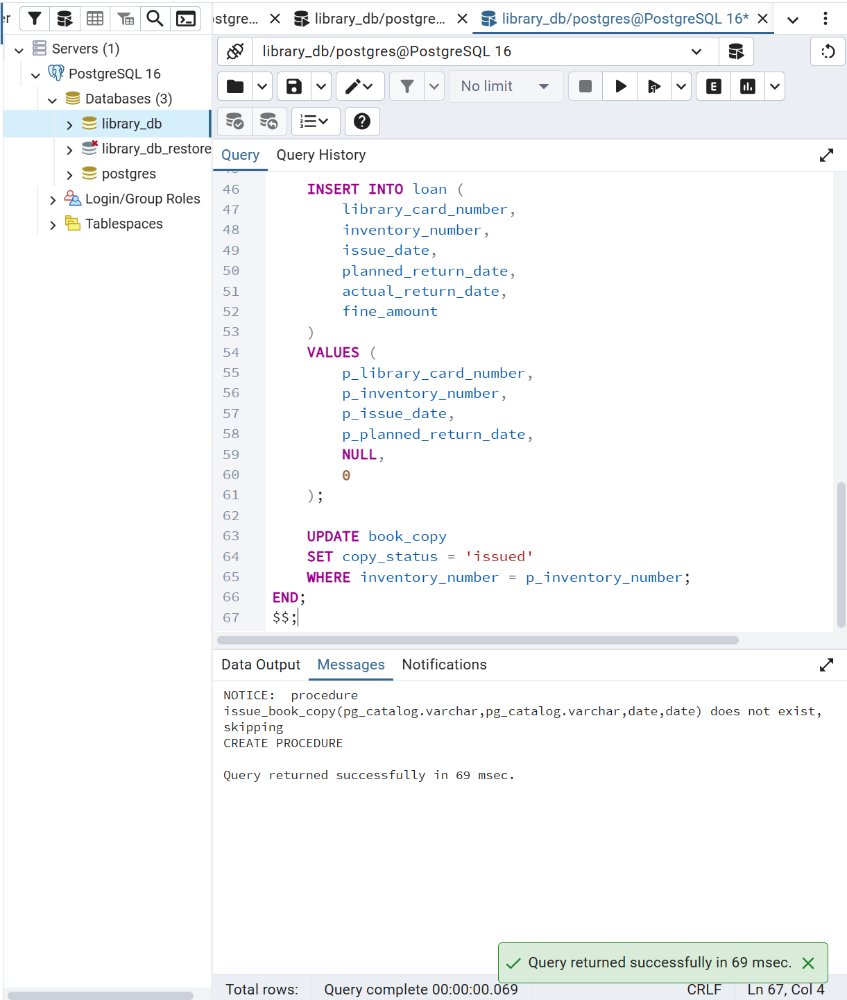 er
ostgre...
library_db/postgre...
library_db/postgres@PostgreSQL 16*
Servers (1)
PostgreSQL 16
Databases (3)
library_db
library_db_restore
postgres
Login/Group Roles
Tablespaces
library_db/postgres@PostgreSQL 16
No limit
E
Query
Query History
46 INSERT INTO loan (
47 library_card_number,
48 inventory_number,
49 issue_date,
50 planned_return_date,
51 actual_return_date,
52 fine_amount
53 )
54 VALUES (
55 p_library_card_number,
56 p_inventory_number,
57 p_issue_date,
58 p_planned_return_date,
59 NULL,
60 0
61 );
62
63 UPDATE book_copy
64 SET copy_status = 'issued'
65 WHERE inventory_number = p_inventory_number;
66 END;
67 $$;
Data Output
Messages
Notifications
NOTICE:  procedure
issue_book_copy(pg_catalog.varchar,pg_catalog.varchar,date,date) does not exist,
skipping
CREATE PROCEDURE
Query returned successfully in 69 msec.
Query returned successfully in 69 msec.
Total rows:
Query complete 00:00:00.069
CRLF
Ln 67, Col 4